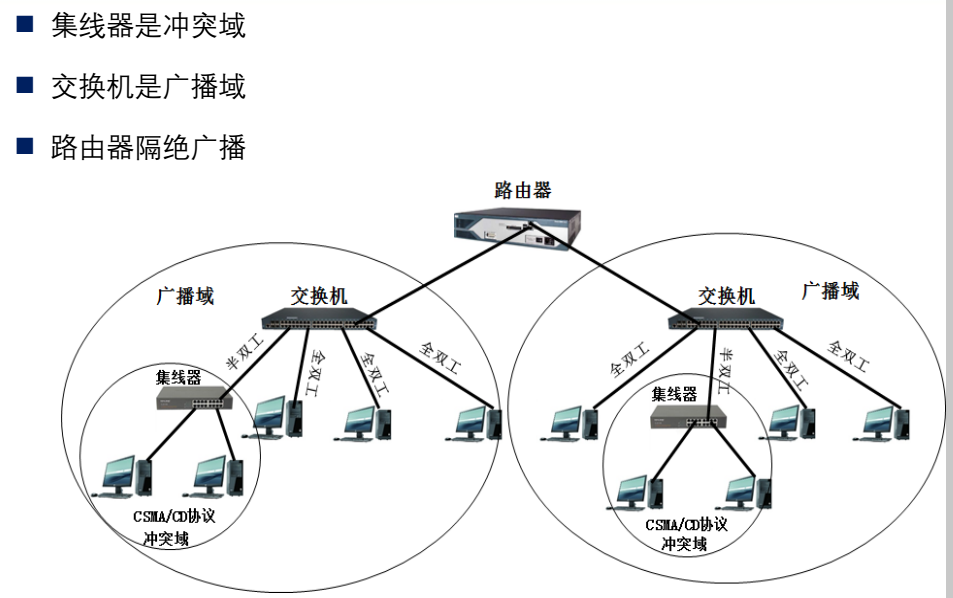 集线器是冲突域
交换机是广播域
路由器隔绝广播
路由器
广播域
交换机
半双工
全双工
全双工
全双工
集线器
CSMA/CD协议
冲突域
交换机
广播域
全双工
半双工
全双工
全双工
集线器
CSMA/CD协议
冲突域